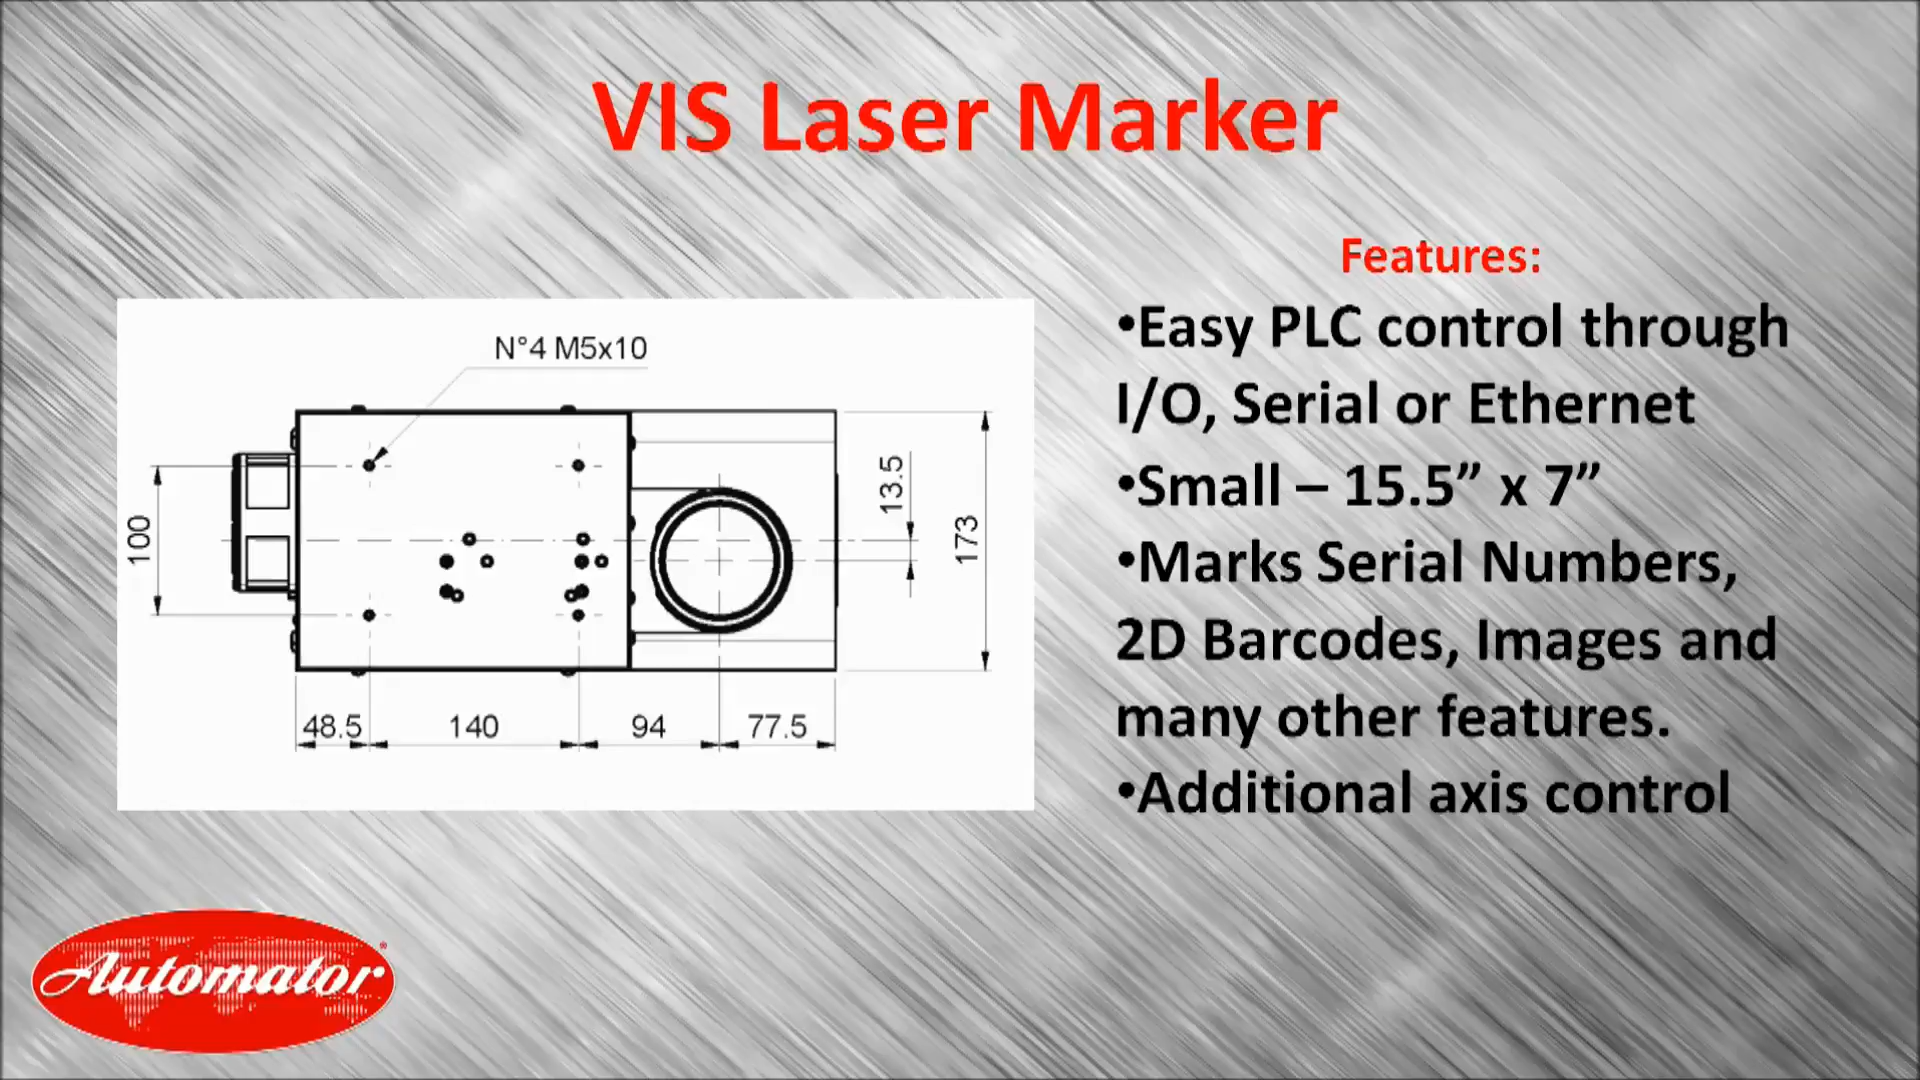 VIS Laser Marker
Features:
•Easy PLC control through
I/O, Serial or Ethernet
•Small – 15.5” x 7”
•Marks Serial Numbers,
2D Barcodes, Images and
many other features.
•Additional axis control
N°4 M5x10
100
13.5
173
48.5
140
94
77.5
Automator®